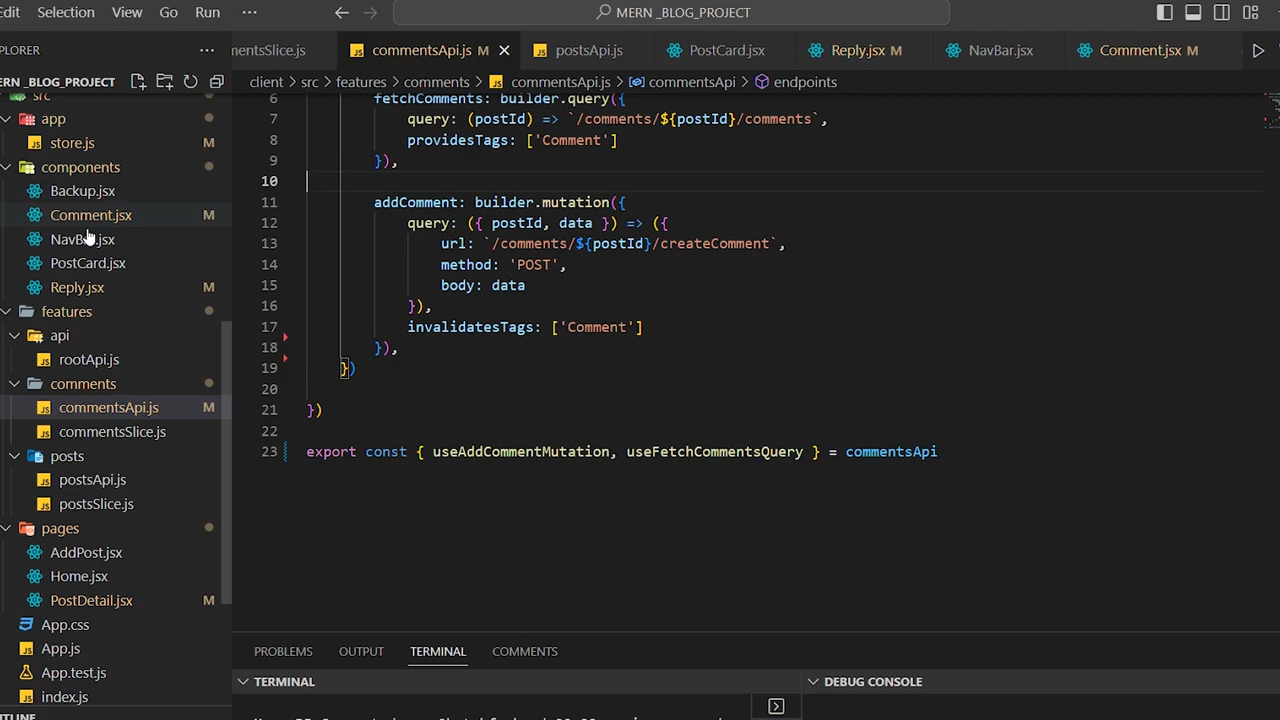 Edit Selection View Go Run ··· MERN _BLOG_PROJECT
PLORER ···
mentsSlice.js commentsApi.js M postsApi.js PostCard.jsx Reply.jsx M NavBar.jsx Comment.jsx M
ERN_BLOG_PROJECT
client > src > features > comments > commentsApi.js > commentsApi > endpoints
src
app
store.js M
components
Backup.jsx
Comment.jsx M
NavBar.jsx
PostCard.jsx
Reply.jsx M
features
api
rootApi.js
comments
commentsApi.js M
commentsSlice.js
posts
postsApi.js
postsSlice.js
pages
AddPost.jsx
Home.jsx
PostDetail.jsx M
App.css
App.js
App.test.js
index.js
UTLINE
6 fetchComments: builder.query({
7 query: (postId) => `/comments/${postId}/comments`,
8 providesTags: ['Comment']
9 }),
10
11 addComment: builder.mutation({
12 query: ({ postId, data }) => ({
13 url: `/comments/${postId}/createComment`,
14 method: 'POST',
15 body: data
16 }),
17 invalidatesTags: ['Comment']
18 }),
19 })
20
21 })
22
23 export const { useAddCommentMutation, useFetchCommentsQuery } = commentsApi
PROBLEMS OUTPUT TERMINAL COMMENTS
TERMINAL
DEBUG CONSOLE